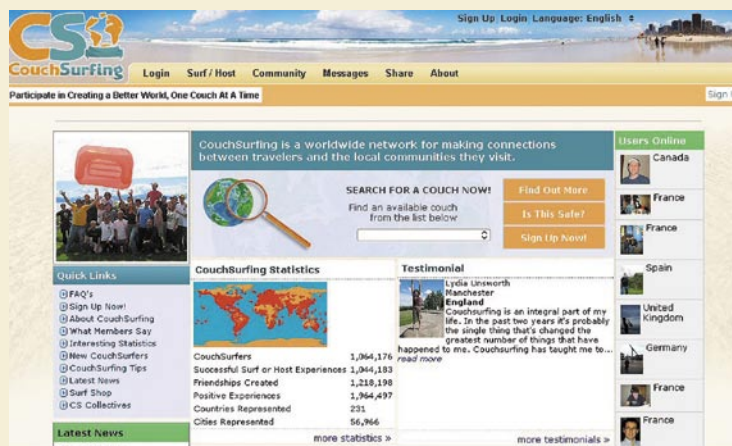 Sign Up Login Language: English
CS
CouchSurfing
Login Surf / Host Community Messages Share About
Participate in Creating a Better World, One Couch At A Time
Sign
CouchSurfing is a worldwide network for making connections
between travelers and the local communities they visit.
SEARCH FOR A COUCH NOW!
Find an available couch
from the list below
Find Out More
Is This Safe?
Sign Up Now!
Quick Links
FAQ's
Sign Up Now!
About CouchSurfing
What Members Say
Interesting Statistics
New CouchSurfers
CouchSurfing Tips
Latest News
Surf Shop
CS Collectives
Latest News
CouchSurfing Statistics
CouchSurfers 1,064,176
Successful Surf or Host Experiences 1,044,183
Friendships Created 1,218,198
Positive Experiences 1,964,497
Countries Represented 231
Cities Represented 56,966
more statistics »
Testimonial
Lydia Unsworth
Manchester
England
Couchsurfing is an integral part of my
life. In the past two years it's probably
the single thing that's changed the
greatest number of things that have
happened to me. Couchsurfing has taught me to...
read more
more testimonials »
Users Online
Canada
France
France
Spain
United
Kingdom
Germany
France
France